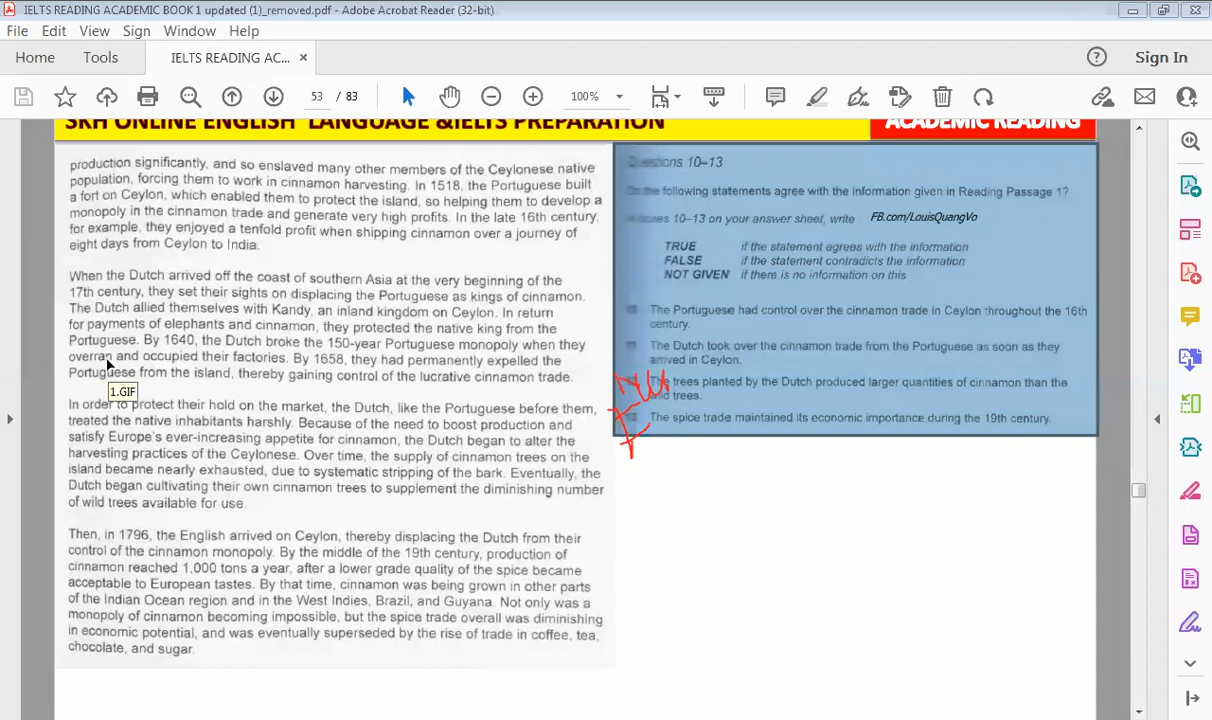 IELTS READING ACADEMIC BOOK 1 updated (1)_removed.pdf - Adobe Acrobat Reader (32-bit)
File Edit View Sign Window Help
Home Tools IELTS READING AC... × Sign In
53 / 83 100%
SKH ONLINE ENGLISH LANGUAGE &IELTS PREPARATION ACADEMIC READING
production significantly, and so enslaved many other members of the Ceylonese native
population, forcing them to work in cinnamon harvesting. In 1518, the Portuguese built
a fort on Ceylon, which enabled them to protect the island, so helping them to develop a
monopoly in the cinnamon trade and generate very high profits. In the late 16th century,
for example, they enjoyed a tenfold profit when shipping cinnamon over a journey of
eight days from Ceylon to India.
When the Dutch arrived off the coast of southern Asia at the very beginning of the
17th century, they set their sights on displacing the Portuguese as kings of cinnamon.
The Dutch allied themselves with Kandy, an inland kingdom on Ceylon. In return
for payments of elephants and cinnamon, they protected the native king from the
Portuguese. By 1640, the Dutch broke the 150-year Portuguese monopoly when they
overran and occupied their factories. By 1658, they had permanently expelled the
Portuguese from the island, thereby gaining control of the lucrative cinnamon trade.
1.GIF
In order to protect their hold on the market, the Dutch, like the Portuguese before them,
treated the native inhabitants harshly. Because of the need to boost production and
satisfy Europe's ever-increasing appetite for cinnamon, the Dutch began to alter the
harvesting practices of the Ceylonese. Over time, the supply of cinnamon trees on the
island became nearly exhausted, due to systematic stripping of the bark. Eventually, the
Dutch began cultivating their own cinnamon trees to supplement the diminishing number
of wild trees available for use.
Then, in 1796, the English arrived on Ceylon, thereby displacing the Dutch from their
control of the cinnamon monopoly. By the middle of the 19th century, production of
cinnamon reached 1,000 tons a year, after a lower grade quality of the spice became
acceptable to European tastes. By that time, cinnamon was being grown in other parts
of the Indian Ocean region and in the West Indies, Brazil, and Guyana. Not only was a
monopoly of cinnamon becoming impossible, but the spice trade overall was diminishing
in economic potential, and was eventually superseded by the rise of trade in coffee, tea,
chocolate, and sugar.
Questions 10–13
Do the following statements agree with the information given in Reading Passage 1?
boxes 10–13 on your answer sheet, write FB.com/LouisQuangVo
TRUE if the statement agrees with the information
FALSE if the statement contradicts the information
NOT GIVEN if there is no information on this
The Portuguese had control over the cinnamon trade in Ceylon throughout the 16th
century.
The Dutch took over the cinnamon trade from the Portuguese as soon as they
arrived in Ceylon.
The trees planted by the Dutch produced larger quantities of cinnamon than the
wild trees.
The spice trade maintained its economic importance during the 19th century.